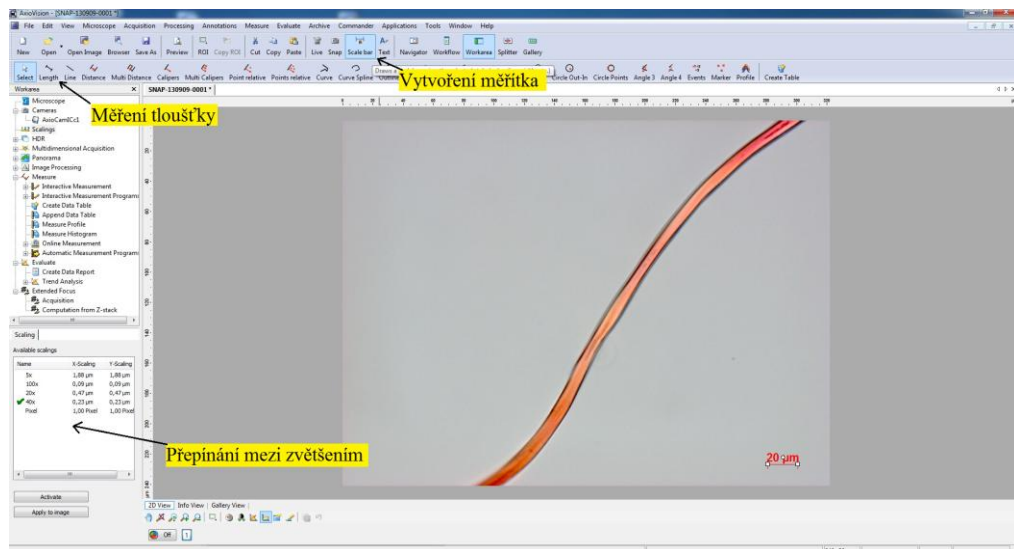 AxioVision - [SNAP-130909-0001 *]
File Edit View Microscope Acquisition Processing Annotations Measure Evaluate Archive Commander Applications Tools Window Help
New Open Open Image Browser Save As Preview ROI Copy ROI Cut Copy Paste Live Snap Scale bar Text Navigator Workflow Workarea Splitter Gallery
Select Length Line Distance Multi Distance Calipers Multi Calipers Point relative Points relative Curve Curve Spline Outline Circle Out-In Circle Points Angle 3 Angle 4 Events Marker Profile Create Table
Vytvoření měřítka
Měření tloušťky
Workarea
SNAP-130909-0001 *
Microscope
Cameras
AxioCamICc1
Scalings
HDR
Multidimensional Acquisition
Panorama
Image Processing
Measure
Interactive Measurement
Interactive Measurement Programs
Create Data Table
Append Data Table
Measure Profile
Measure Histogram
Online Measurement
Automatic Measurement Program
Evaluate
Create Data Report
Trend Analysis
Extended Focus
Acquisition
Computation from Z-stack
Scaling
Available scalings
Name X-Scaling Y-Scaling
5x 1,88 µm 1,88 µm
100x 0,09 µm 0,09 µm
20x 0,47 µm 0,47 µm
40x 0,23 µm 0,23 µm
Pixel 1,00 Pixel 1,00 Pixel
Přepínání mezi zvětšením
20 µm
Activate
Apply to image
2D View Info View Gallery View
Off 1